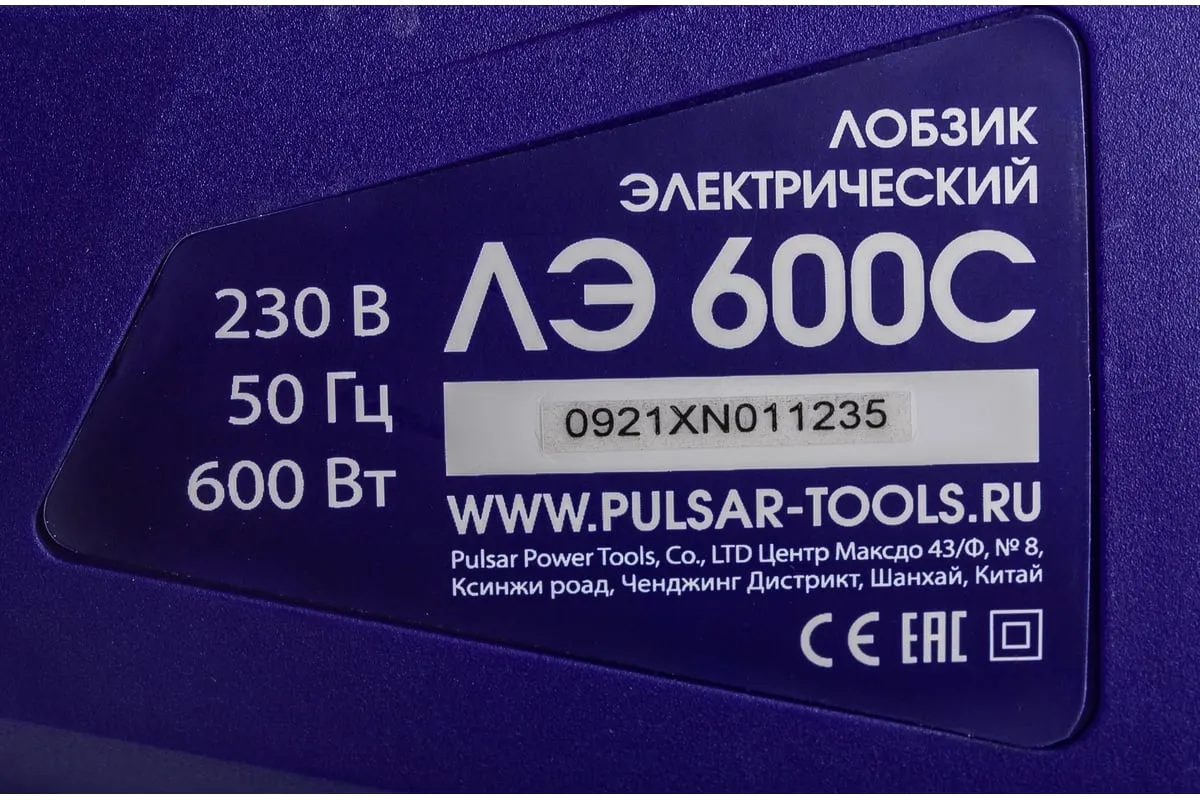 ЛОБЗИК
ЭЛЕКТРИЧЕСКИЙ
ЛЭ 600С
230 В
50 Гц
600 Вт
0921XN011235
WWW.PULSAR-TOOLS.RU
Pulsar Power Tools, Co., LTD Центр Максдо 43/Ф, № 8,
Ксинжи роад, Ченджинг Дистрикт, Шанхай, Китай
CE EAC